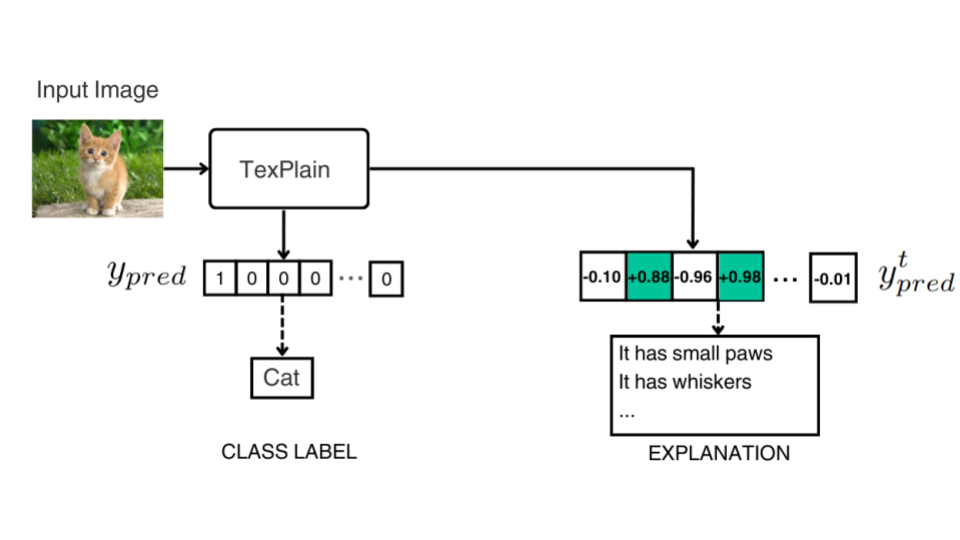 Input Image
TexPlain
y_{pred} 1 0 0 0 ... 0
-0.10 +0.88 -0.96 +0.98 ... -0.01 y^{t}_{pred}
Cat
It has small paws
It has whiskers
...
CLASS LABEL
EXPLANATION